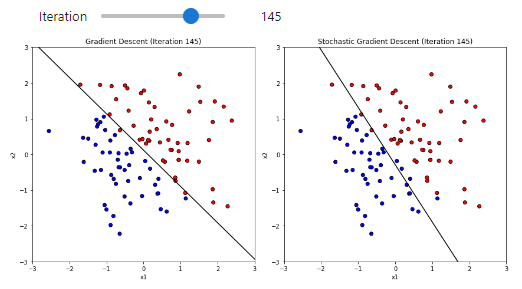 Iteration 145
Gradient Descent (Iteration 145)
3
2
1
0
−1
−2
−3
x2
−3 −2 −1 0 1 2 3
x1
Stochastic Gradient Descent (Iteration 145)
3
2
1
0
−1
−2
−3
x2
−3 −2 −1 0 1 2 3
x1